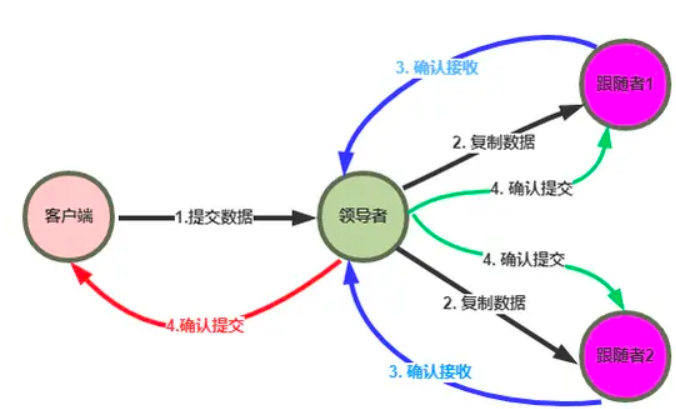 3. 确认接收
跟随者1
2. 复制数据
4. 确认提交
客户端
1.提交数据
领导者
4. 确认提交
2. 复制数据
4.确认提交
跟随者2
3. 确认接收